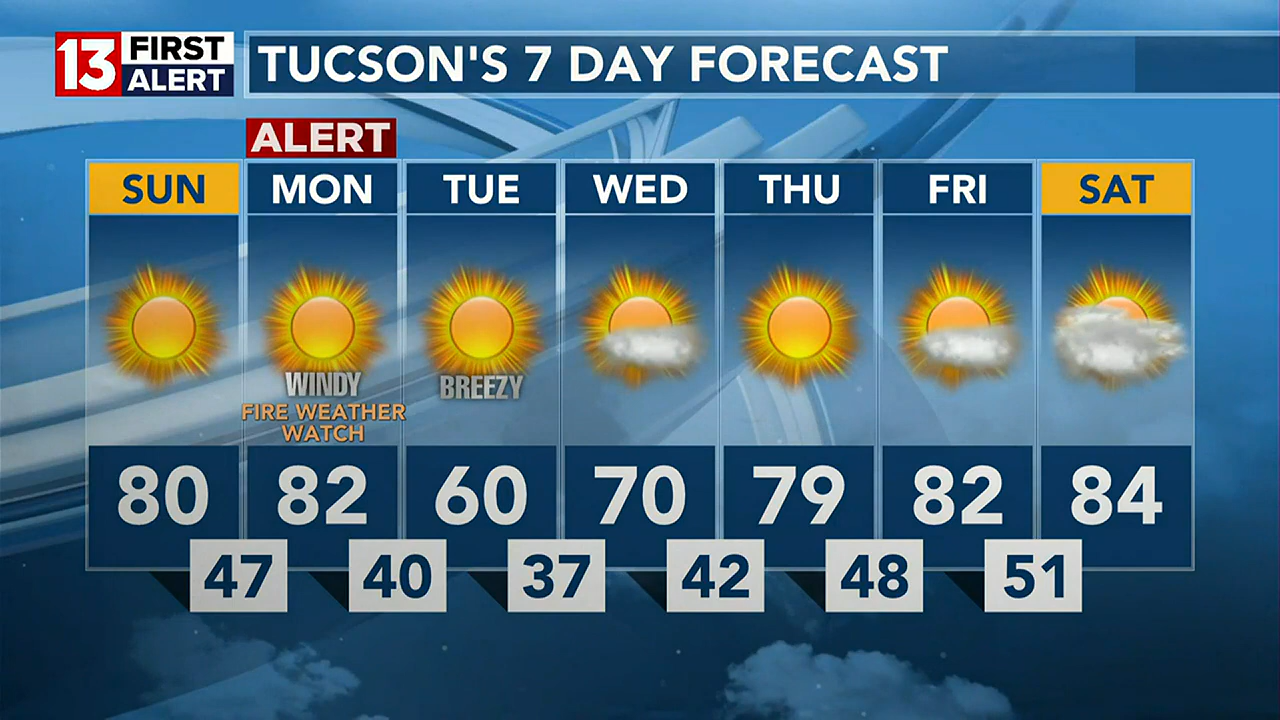 13 FIRST ALERT
TUCSON'S 7 DAY FORECAST
ALERT
SUN MON TUE WED THU FRI SAT
WINDY BREEZY
FIRE WEATHER
WATCH
80 82 60 70 79 82 84
47 40 37 42 48 51